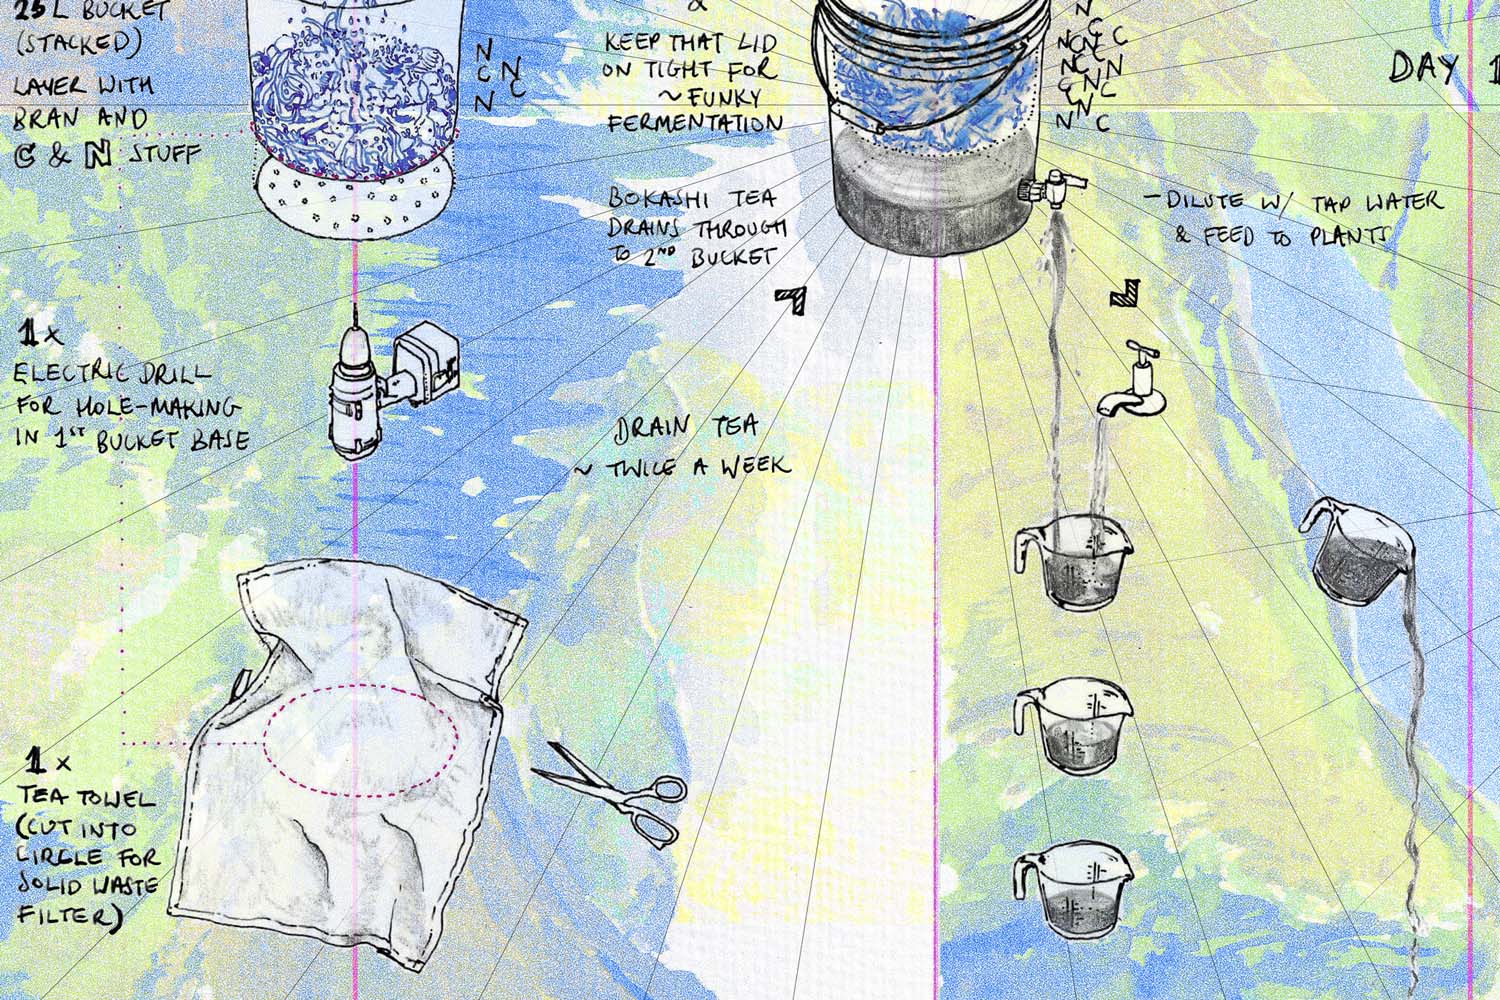 25L BUCKET
(STACKED)
LAYER WITH
BRAN AND
C & N STUFF
N
C N
N C
1x
ELECTRIC DRILL
FOR HOLE-MAKING
IN 1ST BUCKET BASE
1x
TEA TOWEL
(CUT INTO
CIRCLE FOR
SOLID WASTE
FILTER)
&
KEEP THAT LID
ON TIGHT FOR
~FUNKY
FERMENTATION
BOKASHI TEA
DRAINS THROUGH
TO 2ND BUCKET
DRAIN TEA
~ TWICE A WEEK
DAY 1
-DILUTE W/ TAP WATER
& FEED TO PLANTS